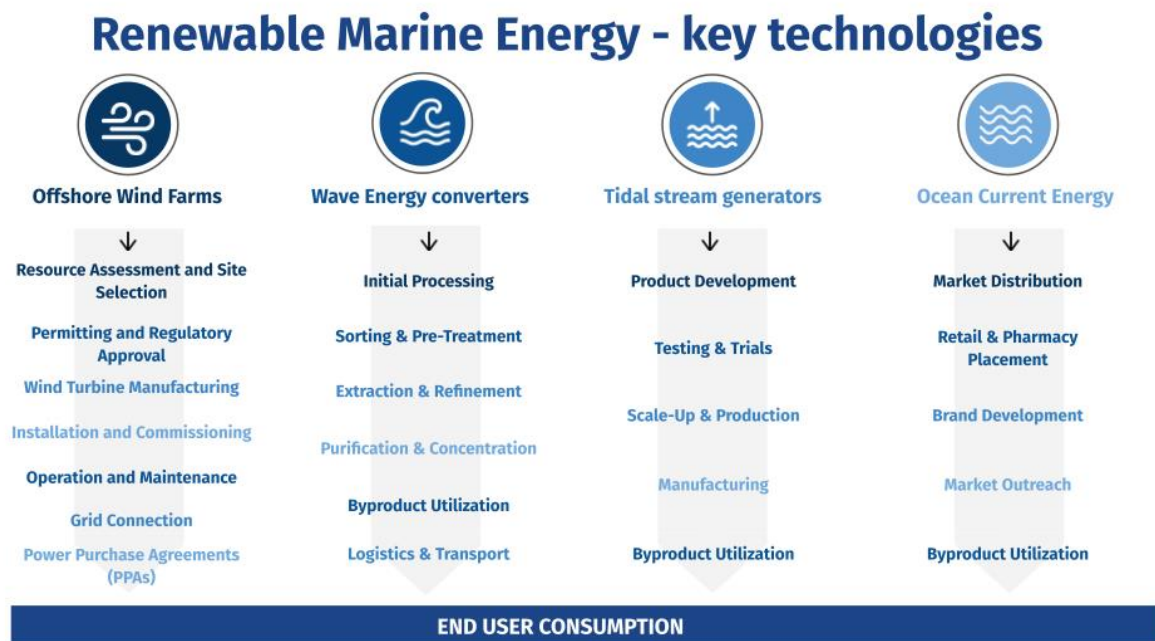 Renewable Marine Energy - key technologies
Offshore Wind Farms
Resource Assessment and Site
Selection
Permitting and Regulatory
Approval
Wind Turbine Manufacturing
Installation and Commissioning
Operation and Maintenance
Grid Connection
Power Purchase Agreements
(PPAs)
Wave Energy converters
Initial Processing
Sorting & Pre-Treatment
Extraction & Refinement
Purification & Concentration
Byproduct Utilization
Logistics & Transport
Tidal stream generators
Product Development
Testing & Trials
Scale-Up & Production
Manufacturing
Byproduct Utilization
Ocean Current Energy
Market Distribution
Retail & Pharmacy
Placement
Brand Development
Market Outreach
Byproduct Utilization
END USER CONSUMPTION